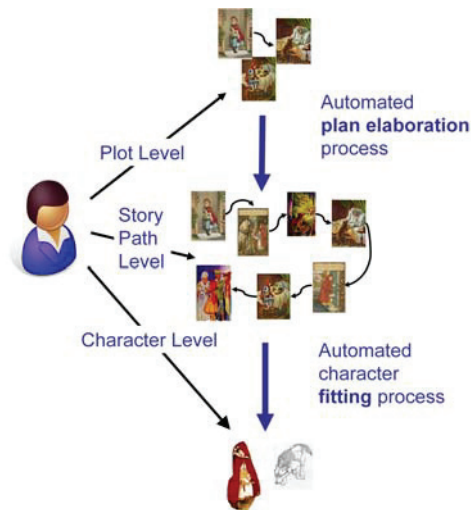 Automated
plan elaboration
process
Plot Level
Story
Path
Level
Character Level
Automated
character
fitting process